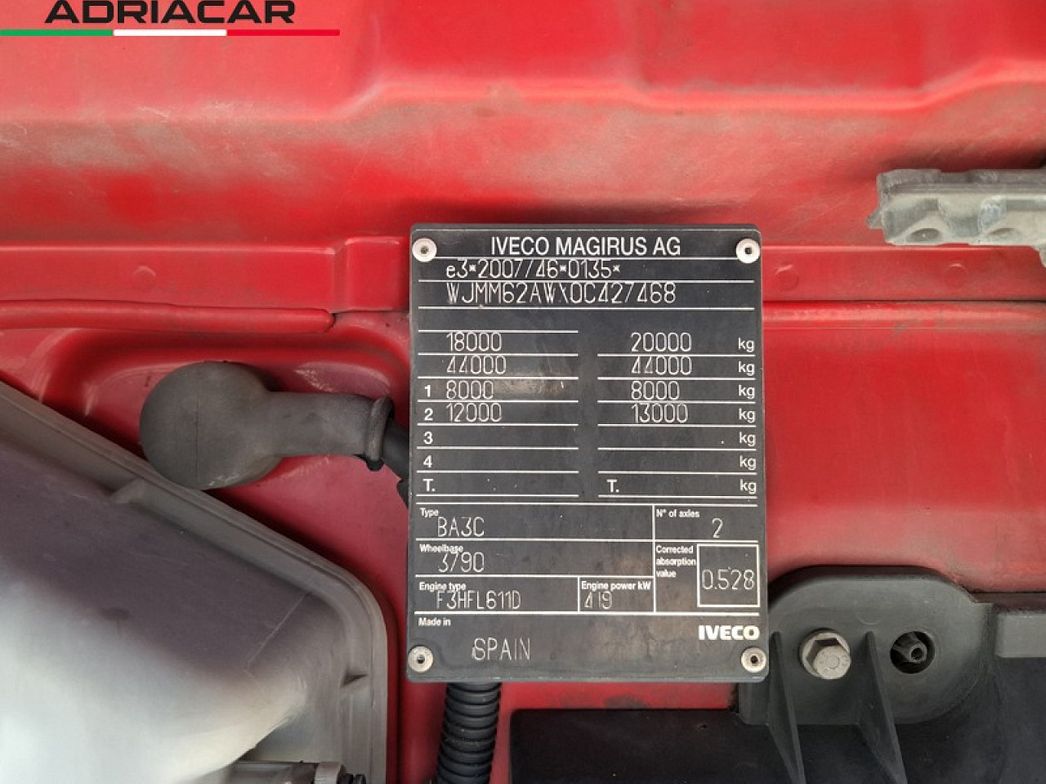 ADRIACAR
IVECO MAGIRUS AG
e3*2007/46*0135*
WJMM62AW\0C427468
18000 20000 kg
44000 44000 kg
1 8000 8000 kg
2 12000 13000 kg
3 kg
4 kg
T. T. kg
Type
BA3C
N° of axles
2
Wheelbase
3790
Corrected
absorption
value
0.528
Engine type
F3HFL611D
Engine power kW
419
Made in
SPAIN
IVECO